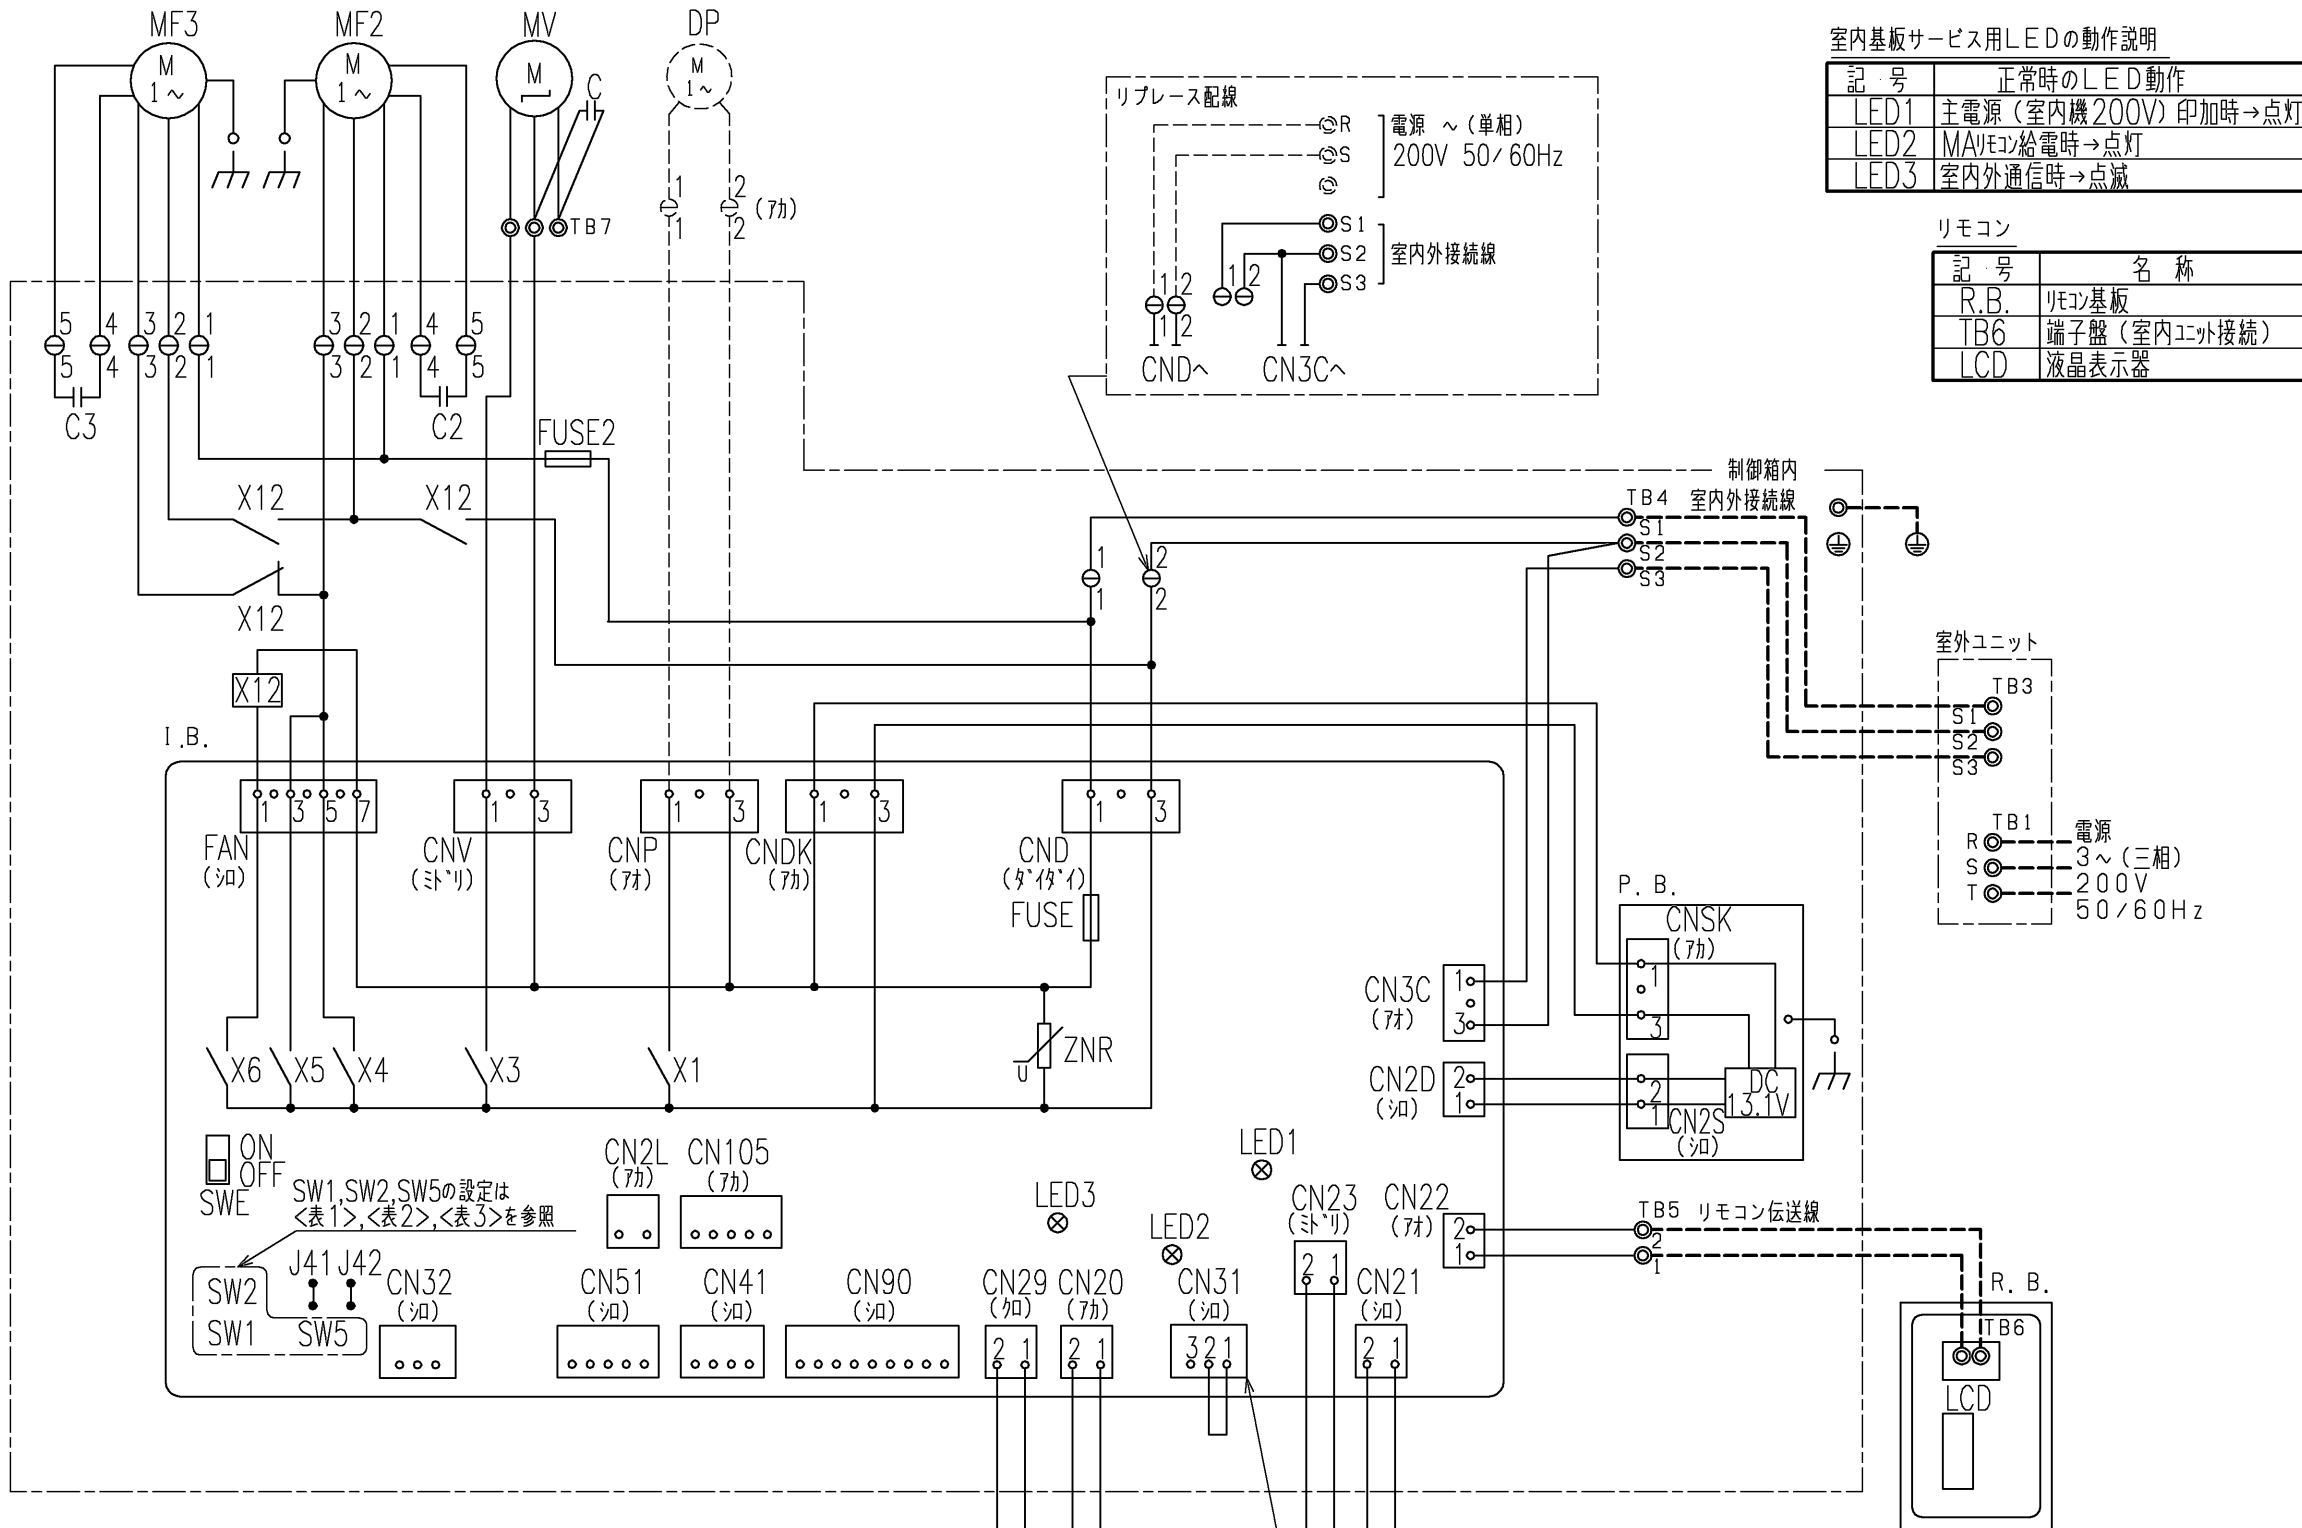 MF3
MF2
MV
DP
M
1～
M
1～
M
M
1～
C
TB7
1
1
2
2
(アカ)
5 4 3 2 1
5 4 3 2 1
3 2 1 4 5
3 2 1 4 5
C3
C2
FUSE2
X12
X12
X12
X12
リプレース配線
R
S
電源 ～(単相)
200V 50/60Hz
S1
S2
S3
室内外接続線
1 2
1 2
1 2
CNDへ
CN3Cへ
室内基板サービス用LEDの動作説明
記号 正常時のLED動作
LED1 主電源(室内機200V)印加時→点灯
LED2 MAリモコン給電時→点灯
LED3 室内外通信時→点滅
リモコン
記号 名 称
R.B. リモコン基板
TB6 端子盤(室内ユニット接続)
LCD 液晶表示器
制御箱内
TB4 室内外接続線
S1
S2
S3
1 2
1 2
室外ユニット
TB3
S1
S2
S3
TB1
R
S
T
電源
3～(三相)
200V
50/60Hz
I.B.
1 3 5 7
FAN
(シロ)
1 3
CNV
(ミドリ)
1 3
CNP
(アオ)
1 3
CNDK
(アカ)
1 3
CND
(ダイダイ)
FUSE
X6
X5
X4
X3
X1
ZNR
U
CN3C
(アオ)
1
3
CN2D
(シロ)
2
1
P.B.
CNSK
(アカ)
1
3
2
1
CN2S
(シロ)
DC
13.1V
ON
OFF
SWE
SW1,SW2,SW5の設定は
<表1>,<表2>,<表3>を参照
SW2
SW1
SW5
J41 J42
CN32
(シロ)
CN2L
(アカ)
CN105
(アカ)
CN51
(シロ)
CN41
(シロ)
CN90
(シロ)
LED3
LED2
LED1
CN29
(クロ)
2 1
CN20
(アカ)
2 1
CN31
(シロ)
3 2 1
CN23
(ミドリ)
2 1
CN22
(アオ)
2
1
CN21
(シロ)
2 1
TB5 リモコン伝送線
2
1
R.B.
TB6
LCD